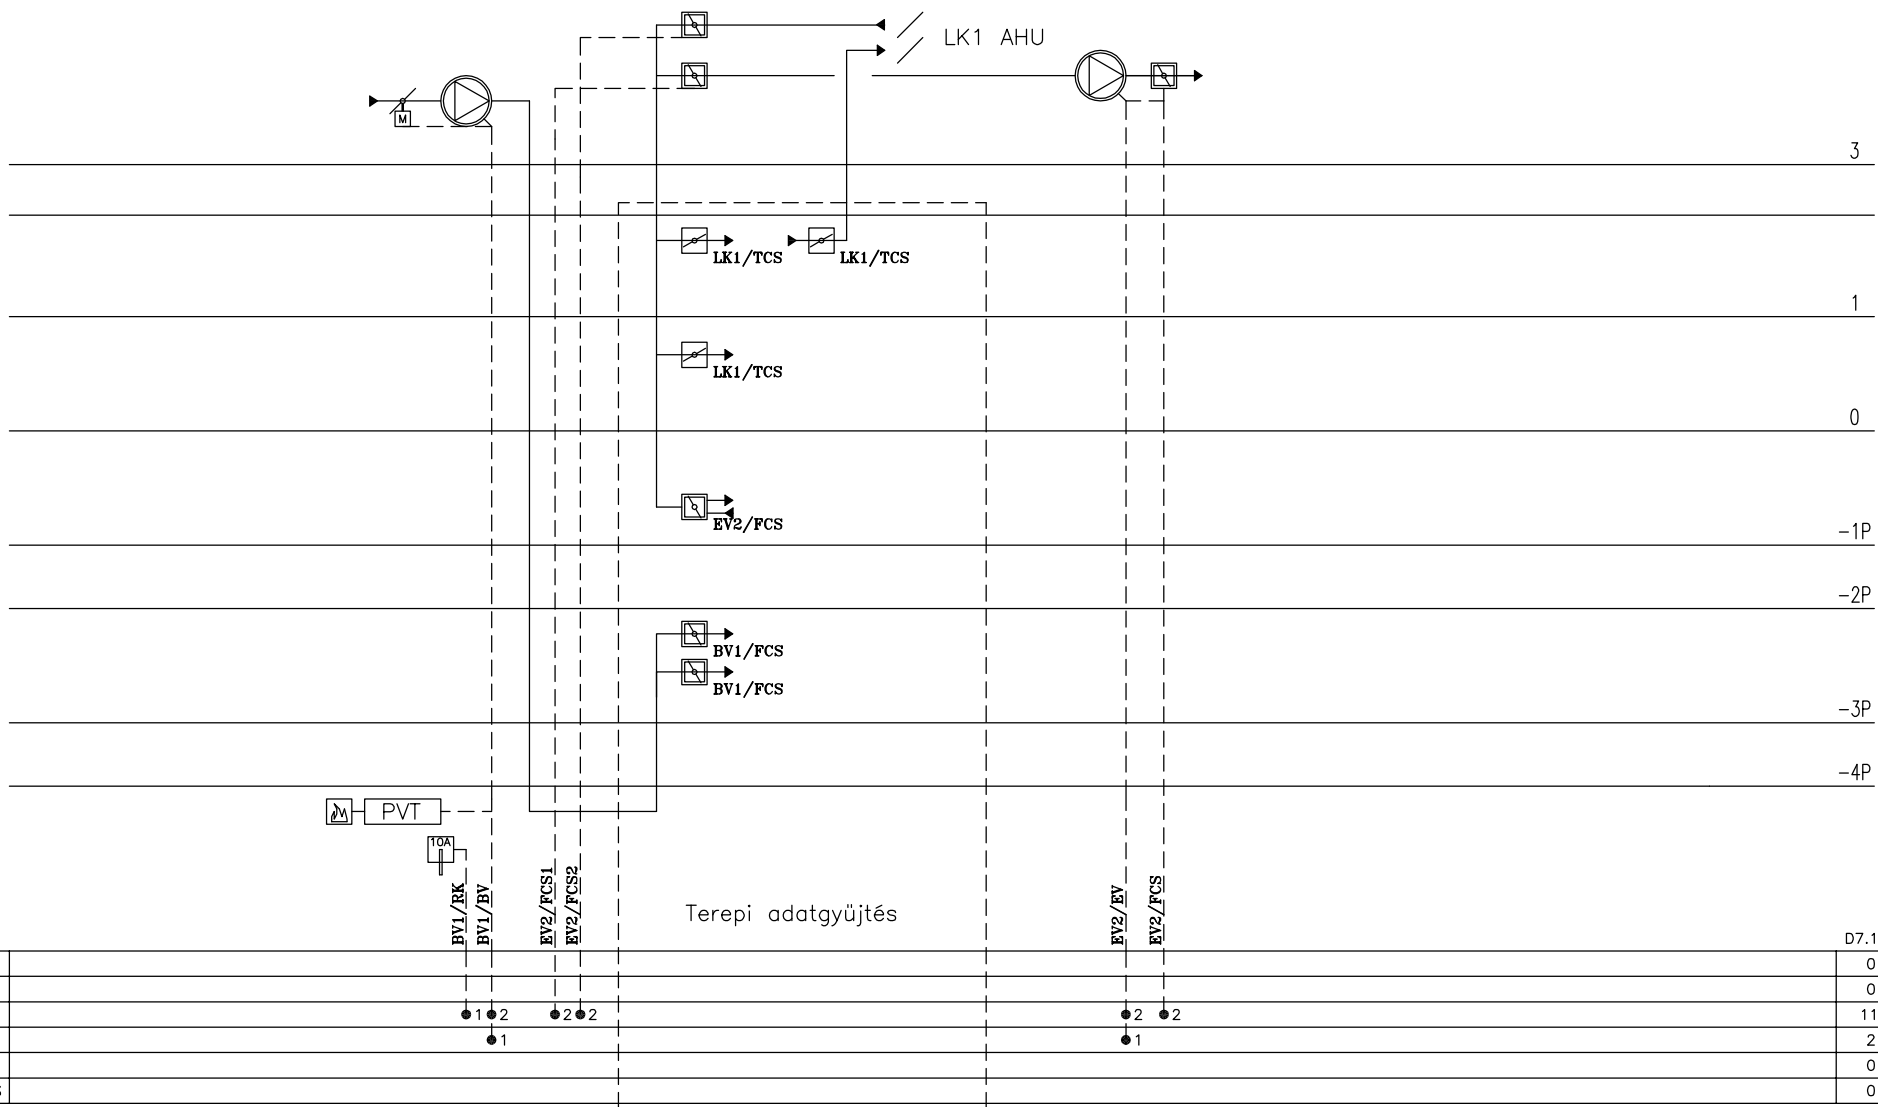 LK1 AHU
M
3
LK1/TCS
LK1/TCS
1
LK1/TCS
0
EV2/FCS
-1P
-2P
BV1/FCS
BV1/FCS
-3P
-4P
PVT
10A
BV1/RK
BV1/BV
EV2/FCS1
EV2/FCS2
Terepi adatgyűjtés
EV2/EV
EV2/FCS
D7.1
0
0
1 2 2 2 2 2 11
1 1 2
0
0